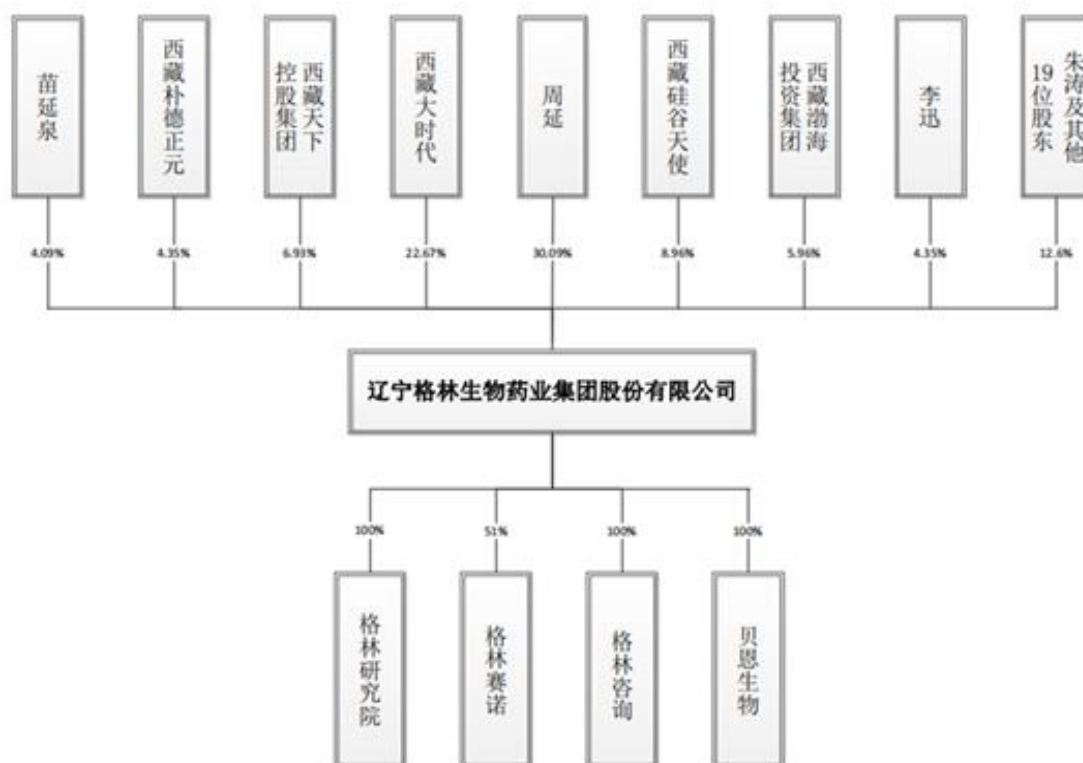 苗延泉
西藏朴德正元
西藏天下
控股集团
西藏大时代
周延
西藏硅谷天使
西藏渤海
投资集团
李迅
朱涛及其他
19位股东
4.09%
4.35%
6.93%
22.67%
30.09%
8.96%
5.96%
4.35%
12.6%
辽宁格林生物药业集团股份有限公司
100%
51%
100%
100%
格林研究院
格林赛诺
格林咨询
贝恩生物